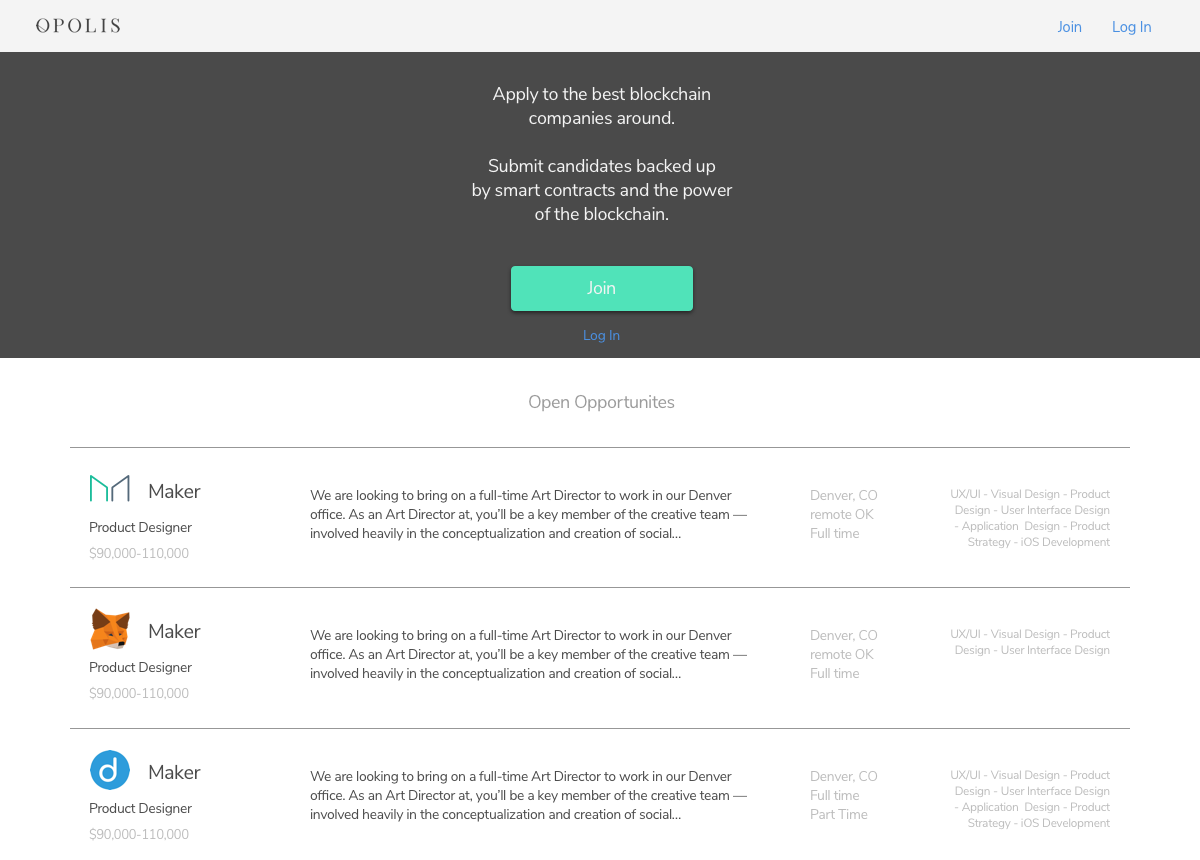 OPOLIS
Join
Log In
Apply to the best blockchain
companies around.
Submit candidates backed up
by smart contracts and the power
of the blockchain.
Join
Log In
Open Opportunites
Maker
Product Designer
$90,000-110,000
We are looking to bring on a full-time Art Director to work in our Denver
office. As an Art Director at, you’ll be a key member of the creative team —
involved heavily in the conceptualization and creation of social...
Denver, CO
remote OK
Full time
UX/UI - Visual Design - Product
Design - User Interface Design
- Application  Design - Product
Strategy - iOS Development
Maker
Product Designer
$90,000-110,000
We are looking to bring on a full-time Art Director to work in our Denver
office. As an Art Director at, you’ll be a key member of the creative team —
involved heavily in the conceptualization and creation of social...
Denver, CO
remote OK
Full time
UX/UI - Visual Design - Product
Design - User Interface Design
Maker
Product Designer
$90,000-110,000
We are looking to bring on a full-time Art Director to work in our Denver
office. As an Art Director at, you’ll be a key member of the creative team —
involved heavily in the conceptualization and creation of social...
Denver, CO
Full time
Part Time
UX/UI - Visual Design - Product
Design - User Interface Design
- Application  Design - Product
Strategy - iOS Development